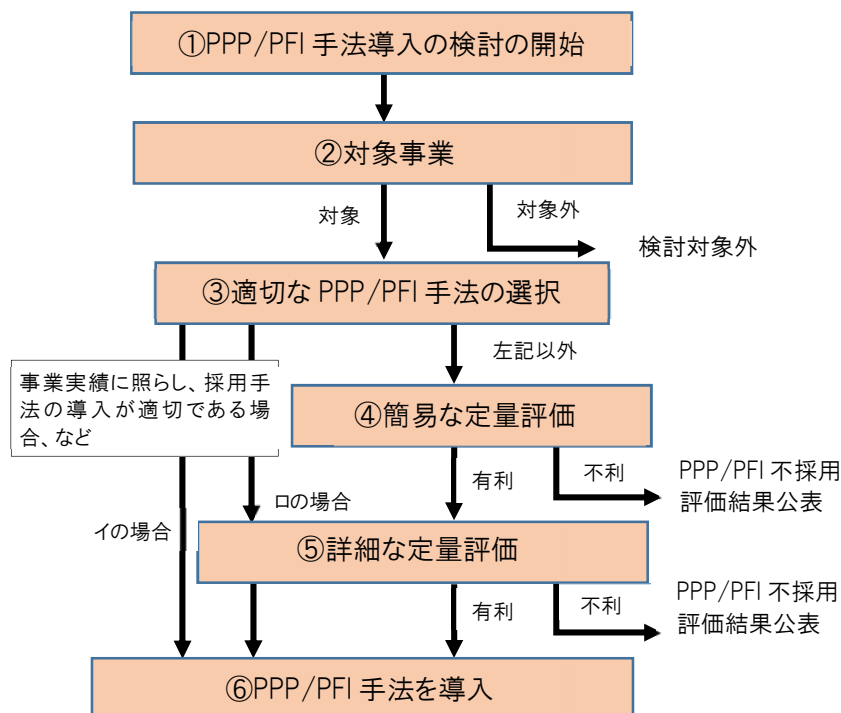 ①PPP/PFI 手法導入の検討の開始
②対象事業
対象
対象外
検討対象外
③適切な PPP/PFI 手法の選択
左記以外
事業実績に照らし、採用手
法の導入が適切である場
合、など
④簡易な定量評価
有利
不利
PPP/PFI 不採用
評価結果公表
イの場合
ロの場合
⑤詳細な定量評価
有利
不利
PPP/PFI 不採用
評価結果公表
⑥PPP/PFI 手法を導入